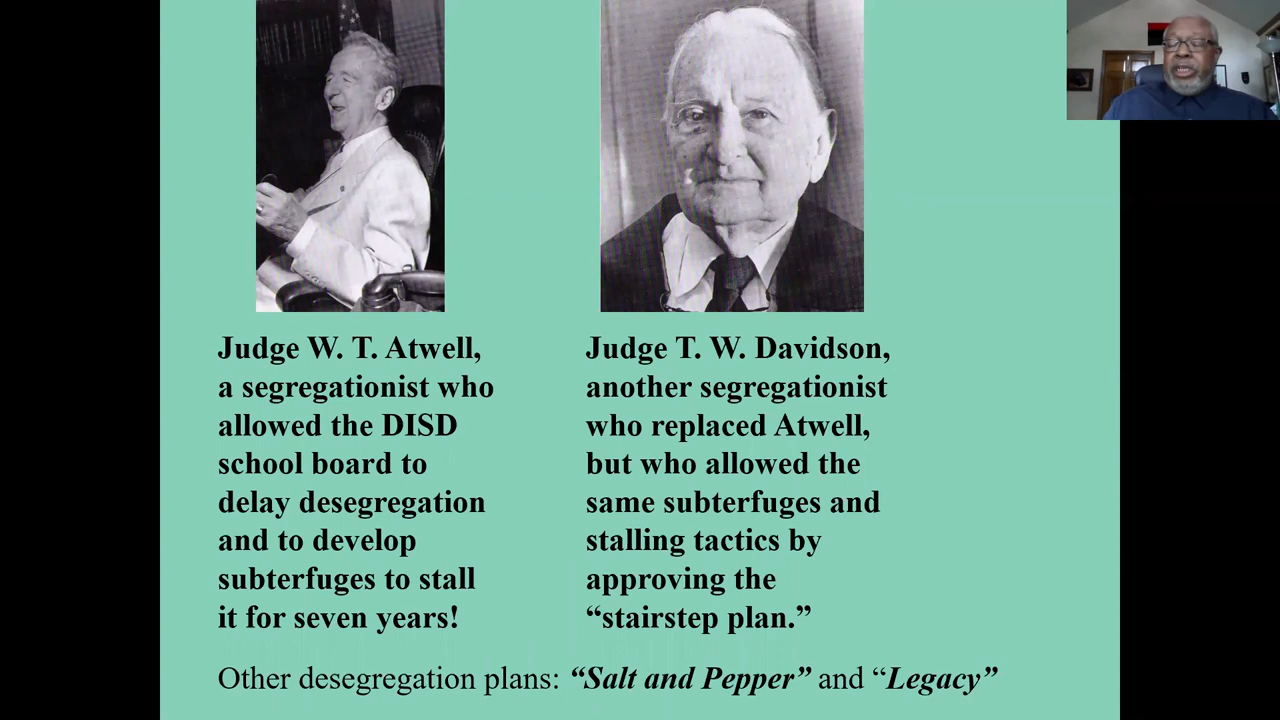 Judge W. T. Atwell,
a segregationist who
allowed the DISD
school board to
delay desegregation
and to develop
subterfuges to stall
it for seven years!
Judge T. W. Davidson,
another segregationist
who replaced Atwell,
but who allowed the
same subterfuges and
stalling tactics by
approving the
“stairstep plan.”
Other desegregation plans: “Salt and Pepper” and “Legacy”